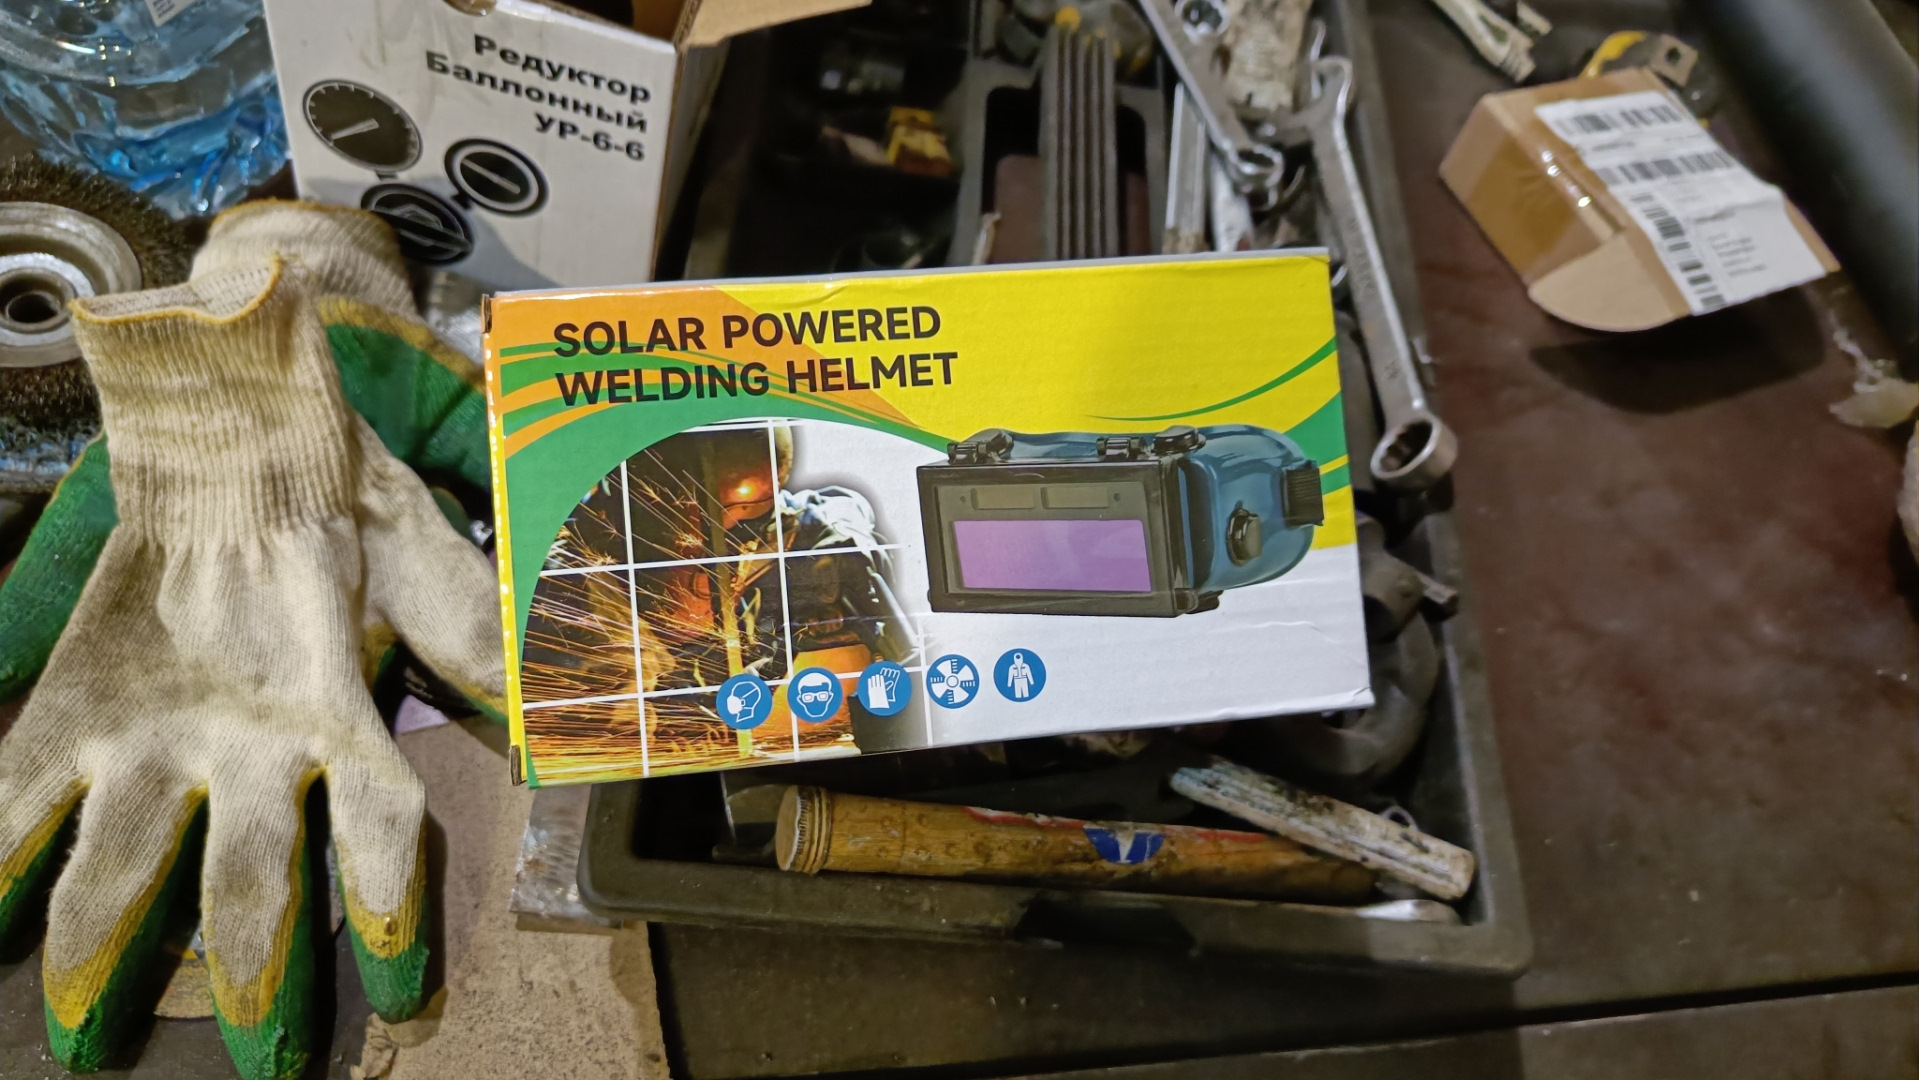 Редуктор
Баллонный
УР-6-6
SOLAR POWERED
WELDING HELMET